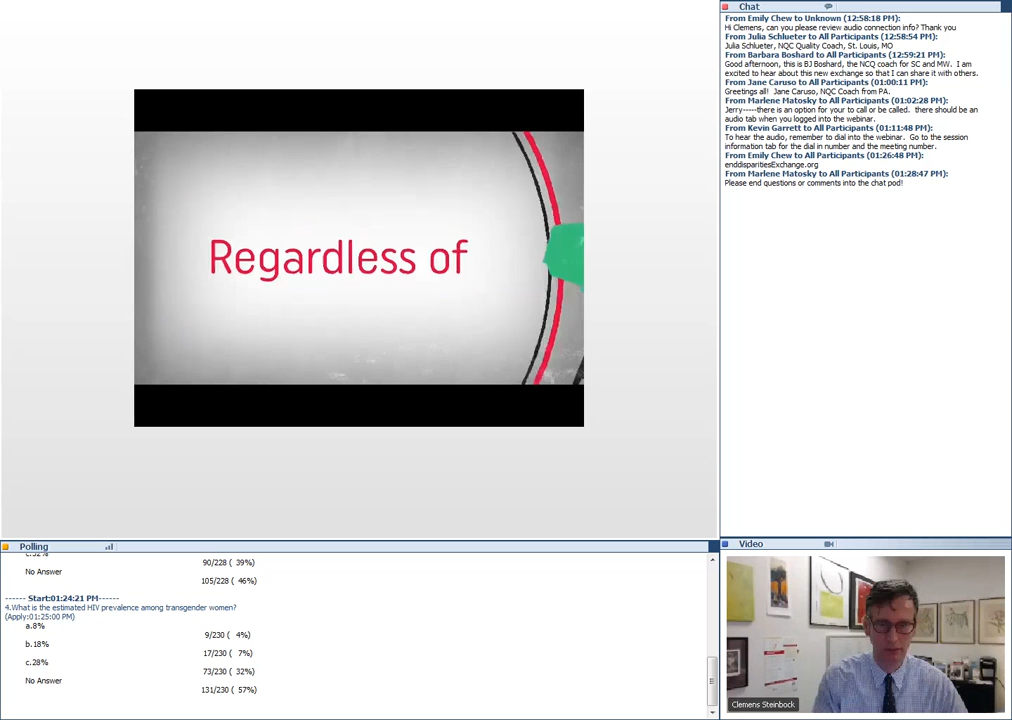 Regardless of
Chat
From Emily Chew to Unknown (12:58:18 PM):
Hi Clemens, can you please review audio connection info? Thank you
From Julia Schlueter to All Participants (12:58:54 PM):
Julia Schlueter, NQC Quality Coach, St. Louis, MO
From Barbara Boshard to All Participants (12:59:21 PM):
Good afternoon, this is BJ Boshard, the NCQ coach for SC and MW.  I am
excited to hear about this new exchange so that I can share it with others.
From Jane Caruso to All Participants (01:00:11 PM):
Greetings all!  Jane Caruso, NQC Coach from PA.
From Marlene Matosky to All Participants (01:02:28 PM):
Jerry-----there is an option for your to call or be called.  there should be an
audio tab when you logged into the webinar.
From Kevin Garrett to All Participants (01:11:48 PM):
To hear the audio, remember to dial into the webinar.  Go to the session
information tab for the dial in number and the meeting number.
From Emily Chew to All Participants (01:26:48 PM):
enddisparitiesExchange.org
From Marlene Matosky to All Participants (01:28:47 PM):
Please end questions or comments into the chat pod!
Polling
c.32%
90/228 ( 39%)
No Answer
105/228 ( 46%)
------ Start:01:24:21 PM------
4.What is the estimated HIV prevalence among transgender women?
(Apply:01:25:00 PM)
a.8%
9/230 ( 4%)
b.18%
17/230 ( 7%)
c.28%
73/230 ( 32%)
No Answer
131/230 ( 57%)
Video
Clemens Steinbock